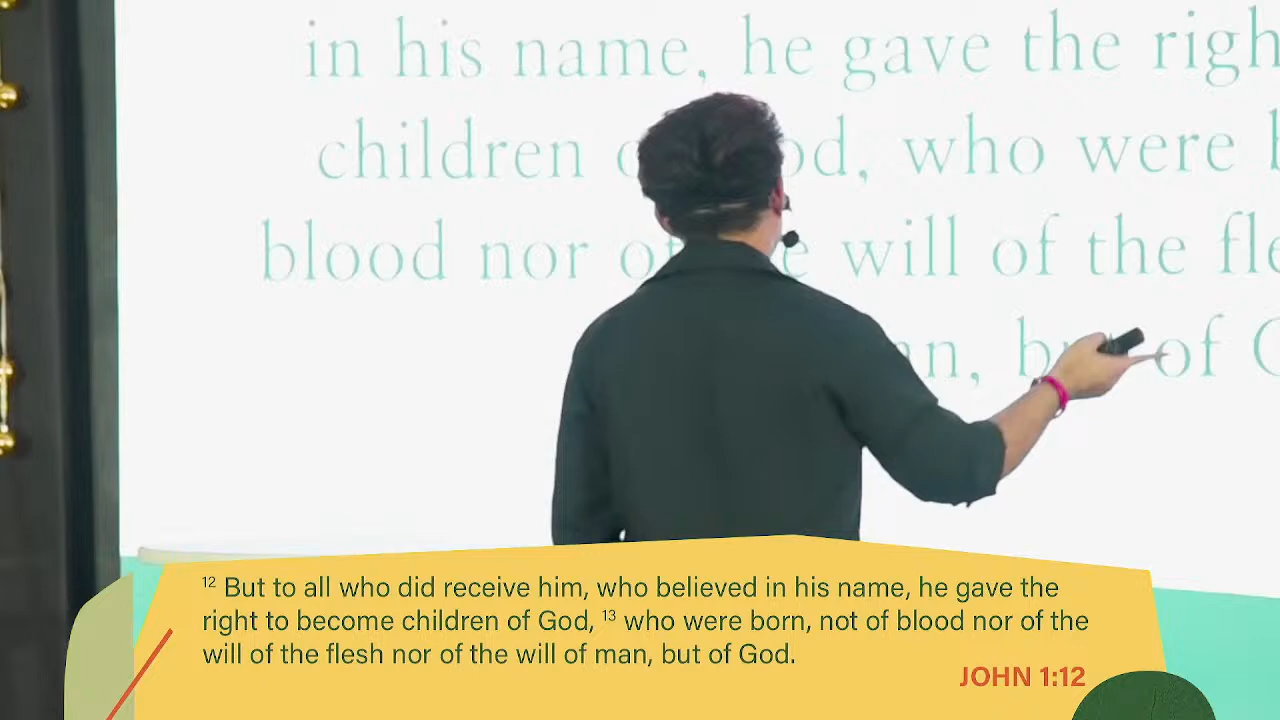 in his name, he gave the righ
children od, who were
blood nor of e will of the fle
an, but of
12 But to all who did receive him, who believed in his name, he gave the
right to become children of God, 13 who were born, not of blood nor of the
will of the flesh nor of the will of man, but of God.
JOHN 1:12